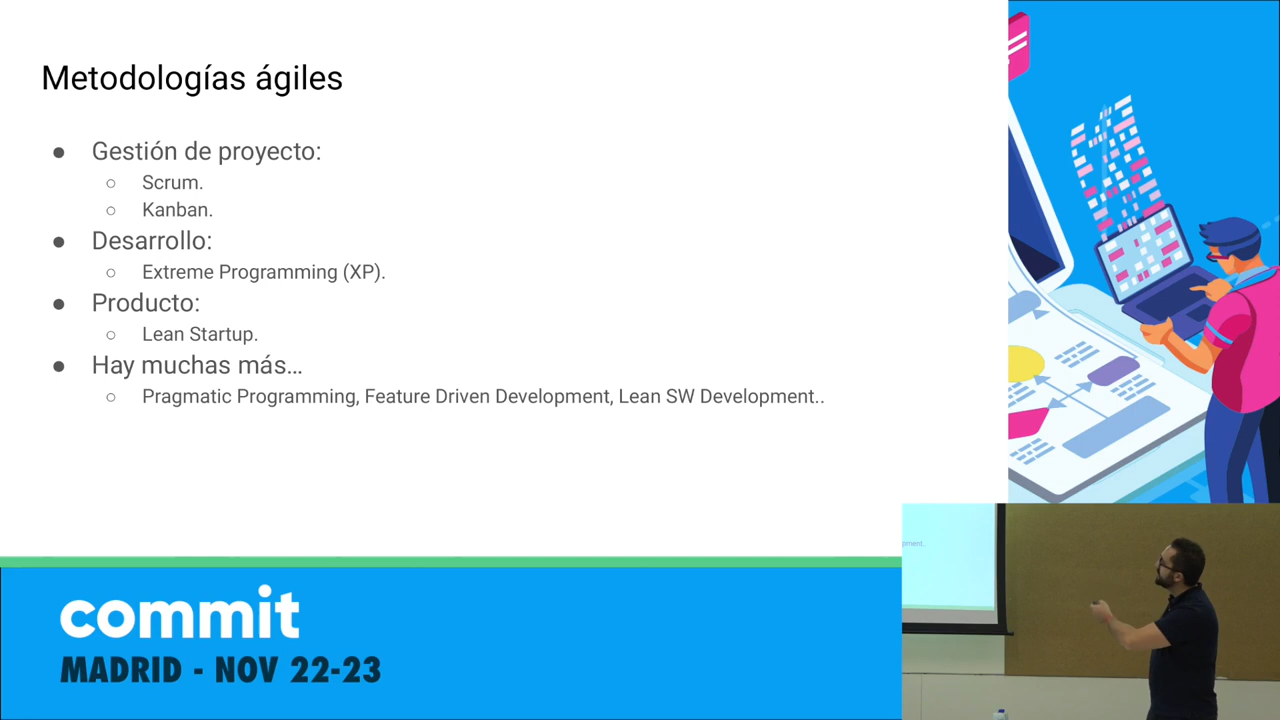 Metodologías ágiles
● Gestión de proyecto:
○ Scrum.
○ Kanban.
● Desarrollo:
○ Extreme Programming (XP).
● Producto:
○ Lean Startup.
● Hay muchas más…
○ Pragmatic Programming, Feature Driven Development, Lean SW Development..
commit
MADRID - NOV 22-23
pment..